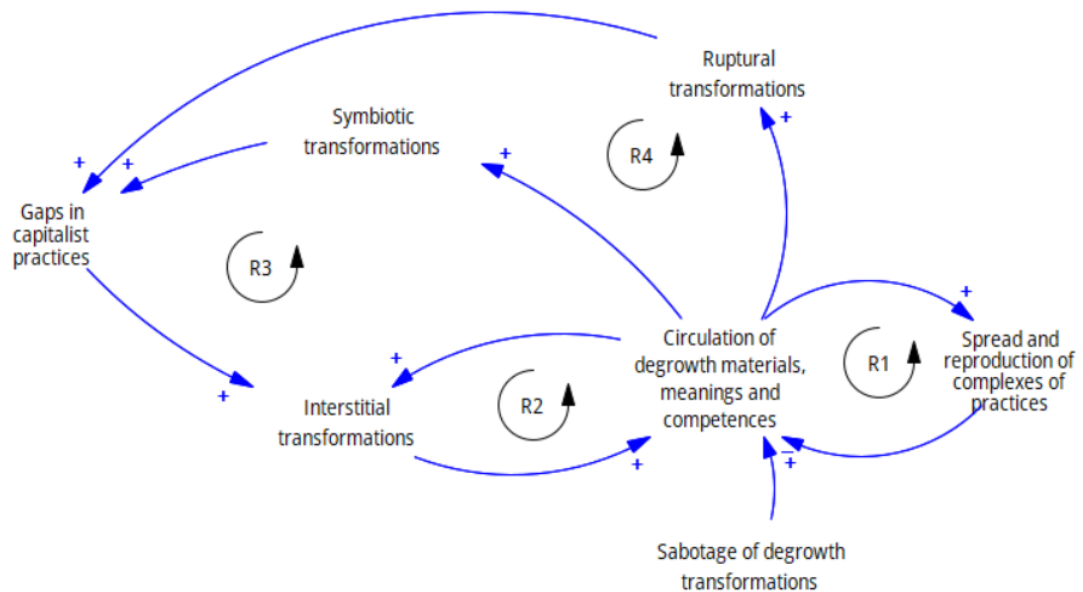 Ruptural
transformations
+
Symbiotic
transformations
+
R4
+
+
Gaps in
capitalist
practices
R3
+
Circulation of
degrowth materials,
meanings and
competences
+
Spread and
reproduction of
complexes of
practices
R1
+
R2
+
Interstitial
transformations
+
−
+
Sabotage of degrowth
transformations